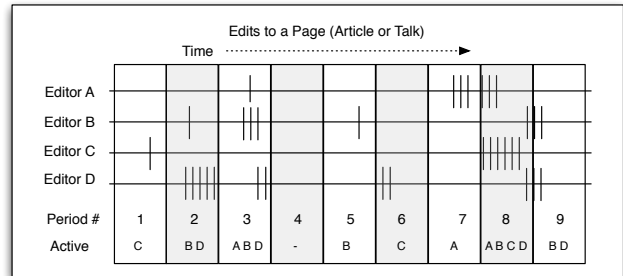 Edits to a Page (Article or Talk)
Time
Editor A
Editor B
Editor C
Editor D
Period # 1 2 3 4 5 6 7 8 9
Active C B D A B D - B C A A B C D B D